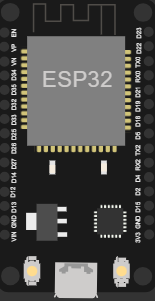 EN
VP
VN
D34
D35
D32
D33
D25
D26
D27
D14
D12
D13
GND
VIN
ESP32
D23
D22
TX0
RX0
D21
D19
D18
D5
TX2
RX2
D4
D2
D15
GND
3V3